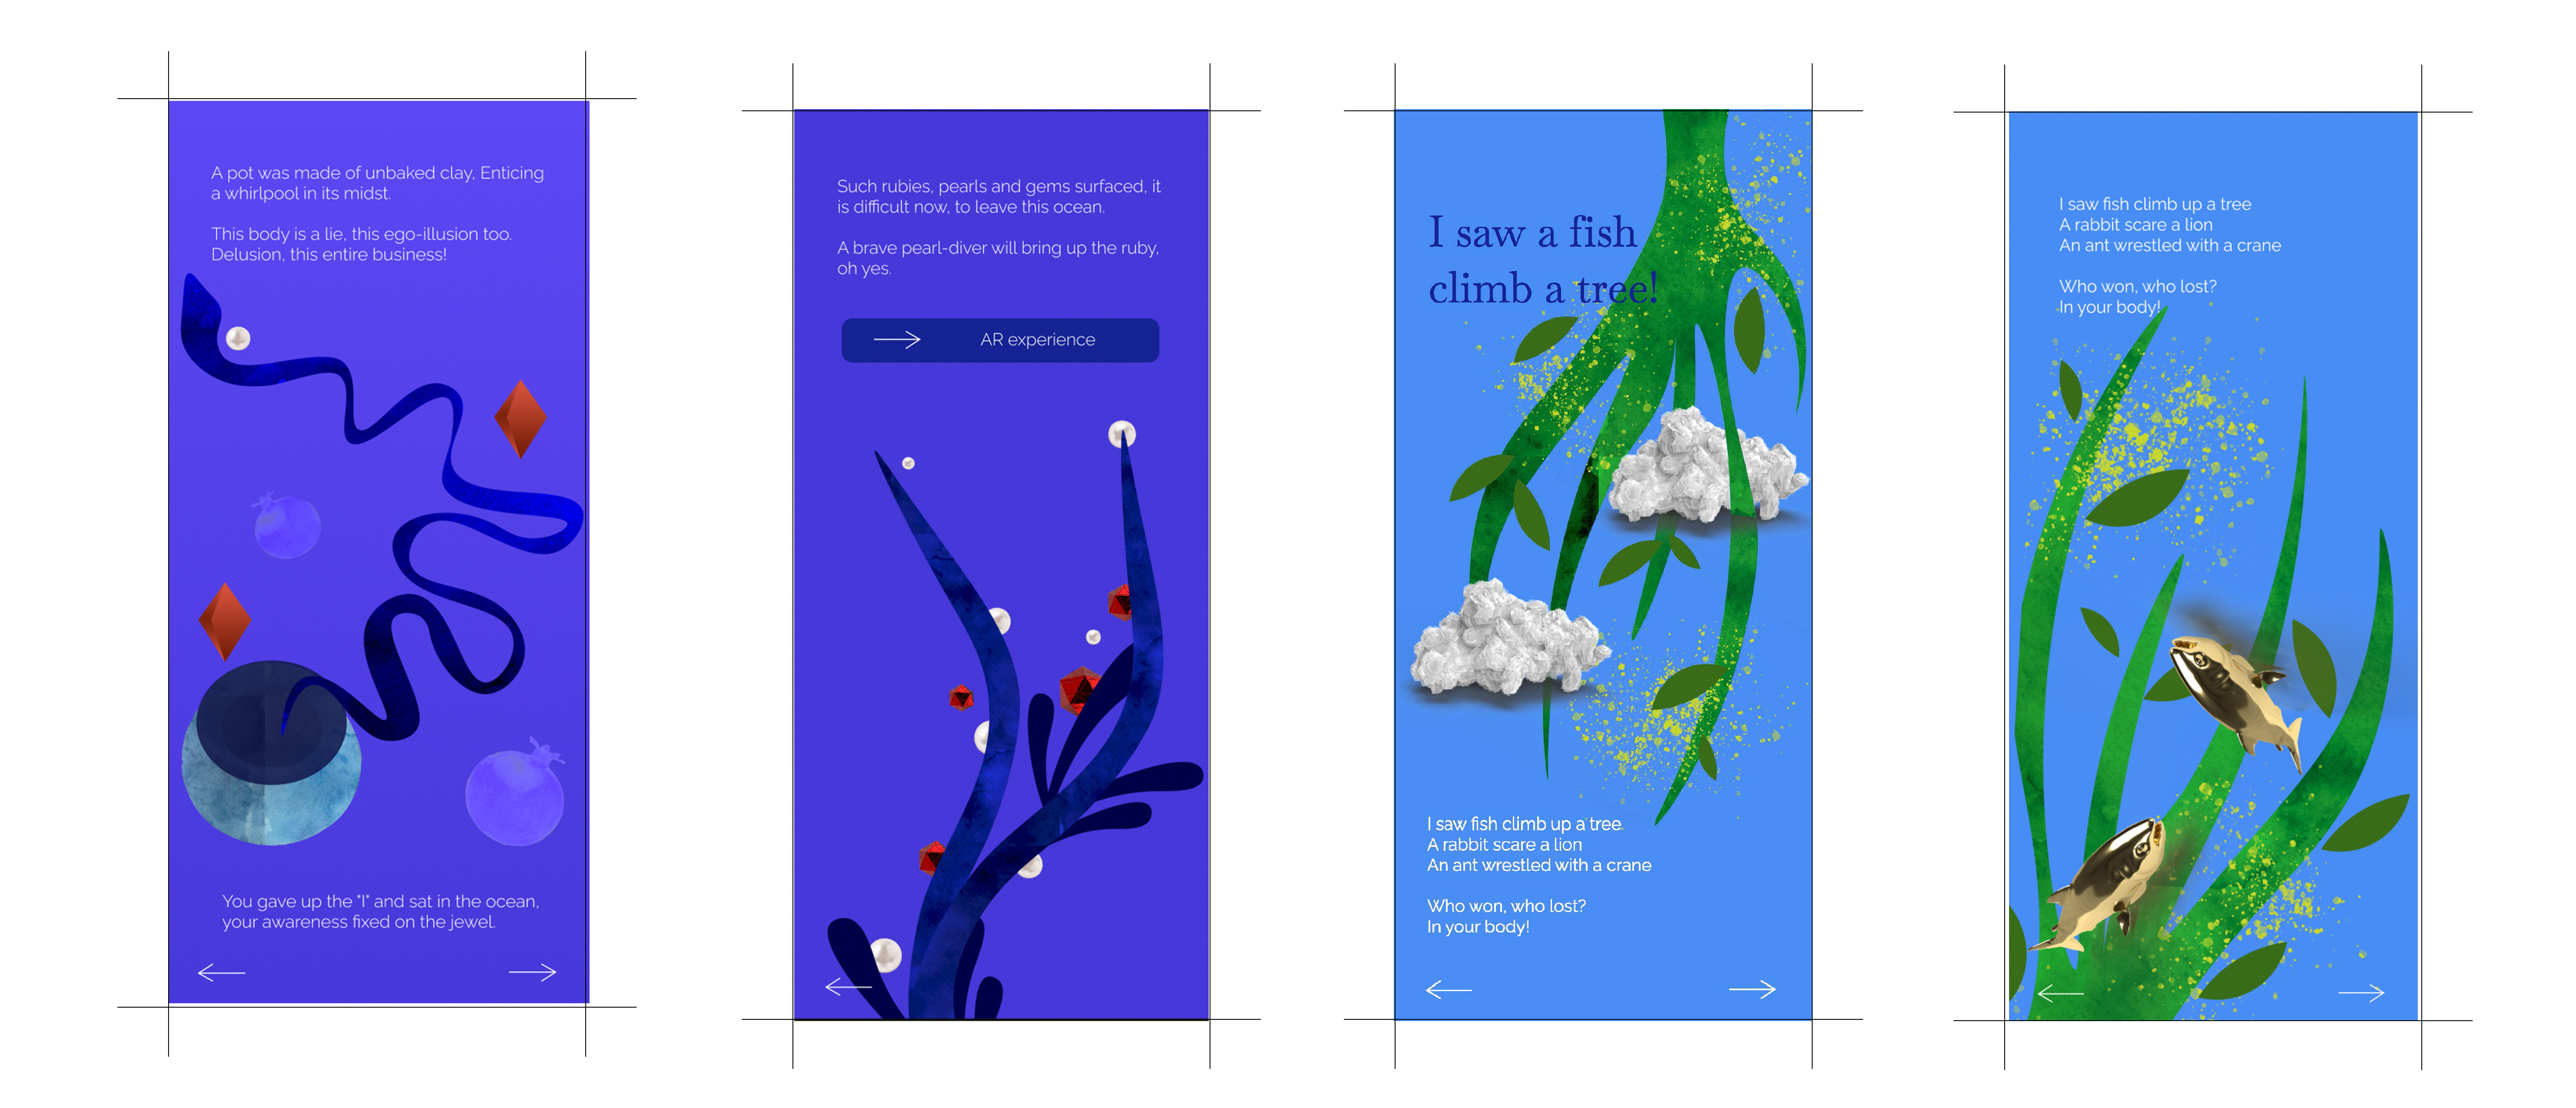 A pot was made of unbaked clay, Enticing
a whirlpool in its midst.
This body is a lie, this ego-illusion too.
Delusion, this entire business!
You gave up the "I" and sat in the ocean,
your awareness fixed on the jewel.
Such rubies, pearls and gems surfaced, it
is difficult now, to leave this ocean.
A brave pearl-diver will bring up the ruby,
oh yes.
AR experience
I saw a fish
climb a tree!
I saw fish climb up a tree
A rabbit scare a lion
An ant wrestled with a crane
Who won, who lost?
In your body!
I saw fish climb up a tree
A rabbit scare a lion
An ant wrestled with a crane
Who won, who lost?
In your body!